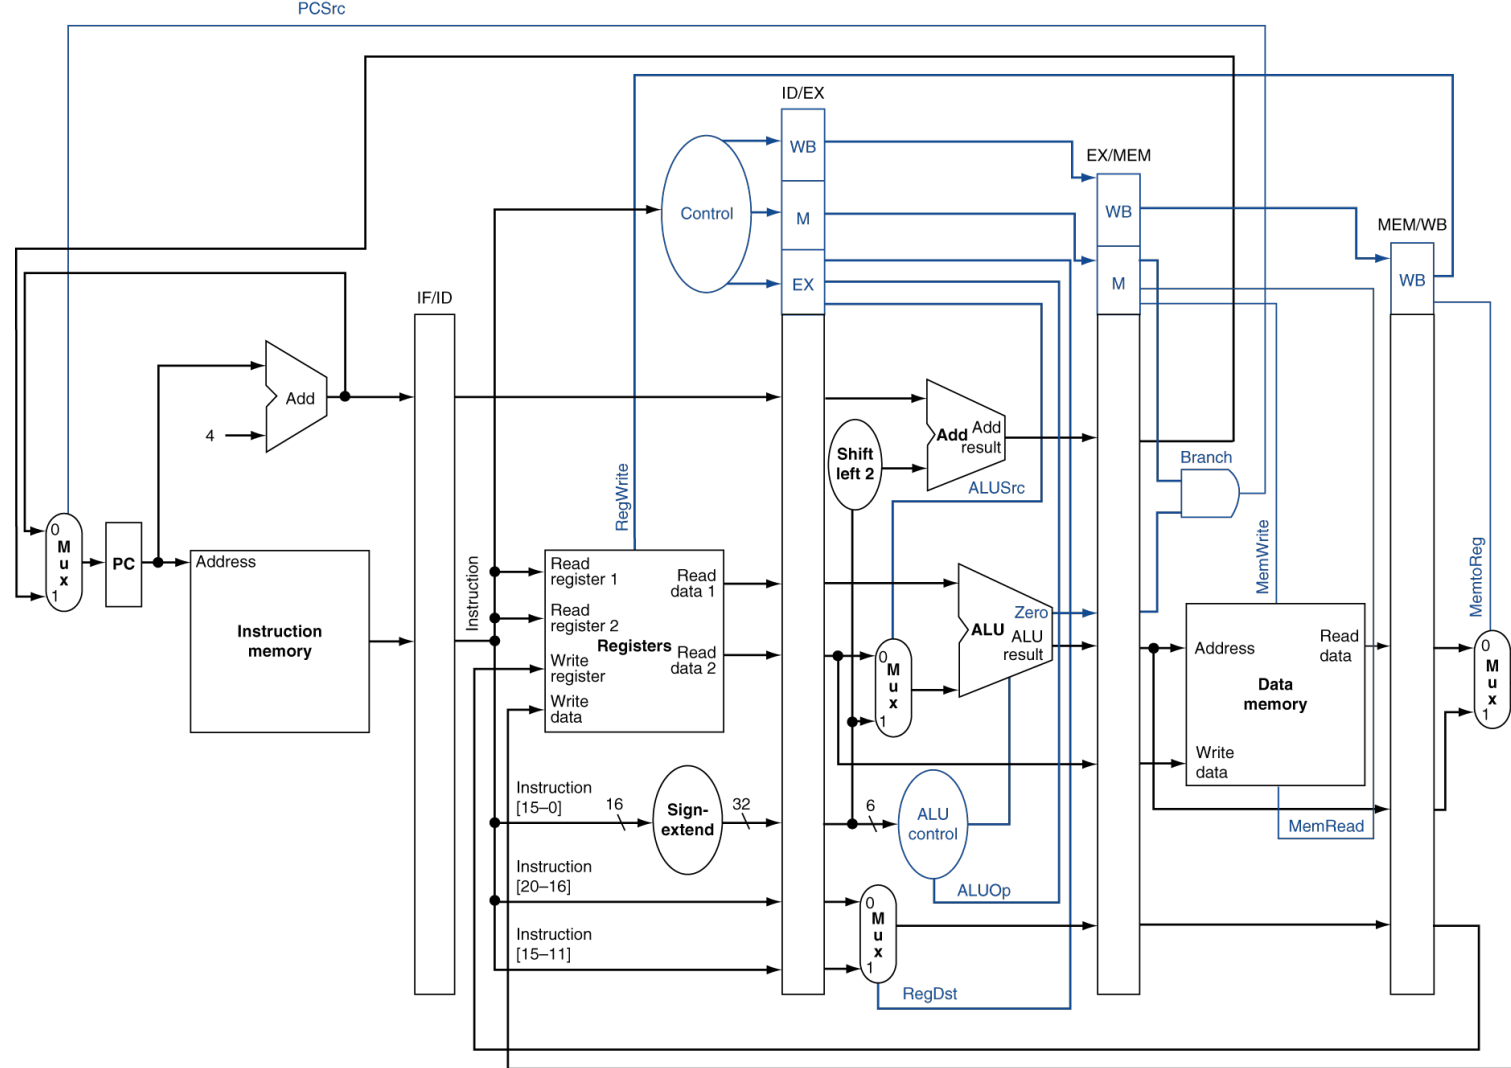 PCSrc
ID/EX
WB
EX/MEM
Control
M
WB
MEM/WB
EX
M
WB
IF/ID
Add
4
Add
Add
result
Shift
left 2
Branch
ALUSrc
RegWrite
MemWrite
MemtoReg
0
M
u
x
1
PC
Address
Instruction
memory
Instruction
Read
register 1
Read
register 2
Write
register
Write
data
Registers
Read
data 1
Read
data 2
Zero
ALU
ALU
result
0
M
u
x
1
Address
Read
data
Data
memory
Write
data
MemRead
0
M
u
x
1
Instruction
[15–0]
16
Sign-
extend
32
6
ALU
control
Instruction
[20–16]
ALUOp
0
M
u
x
1
Instruction
[15–11]
RegDst